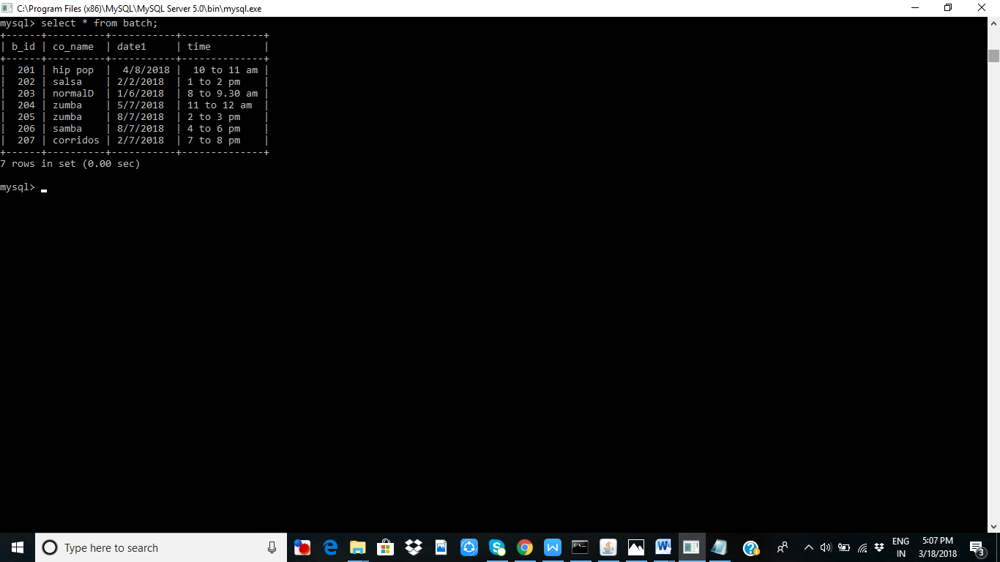 C:\Program Files (x86)\MySQL\MySQL Server 5.0\bin\mysql.exe
mysql> select * from batch;
+------+----------+-----------+--------------+
| b_id | co_name  | date1     | time         |
+------+----------+-----------+--------------+
|  201 | hip pop  |  4/8/2018 |  10 to 11 am |
|  202 | salsa    | 2/2/2018  | 1 to 2 pm    |
|  203 | normalD  | 1/6/2018  | 8 to 9.30 am |
|  204 | zumba    | 5/7/2018  | 11 to 12 am  |
|  205 | zumba    | 8/7/2018  | 2 to 3 pm    |
|  206 | samba    | 8/7/2018  | 4 to 6 pm    |
|  207 | corridos | 2/7/2018  | 7 to 8 pm    |
+------+----------+-----------+--------------+
7 rows in set (0.00 sec)
mysql>
Type here to search
ENG
IN
5:07 PM
3/18/2018
3